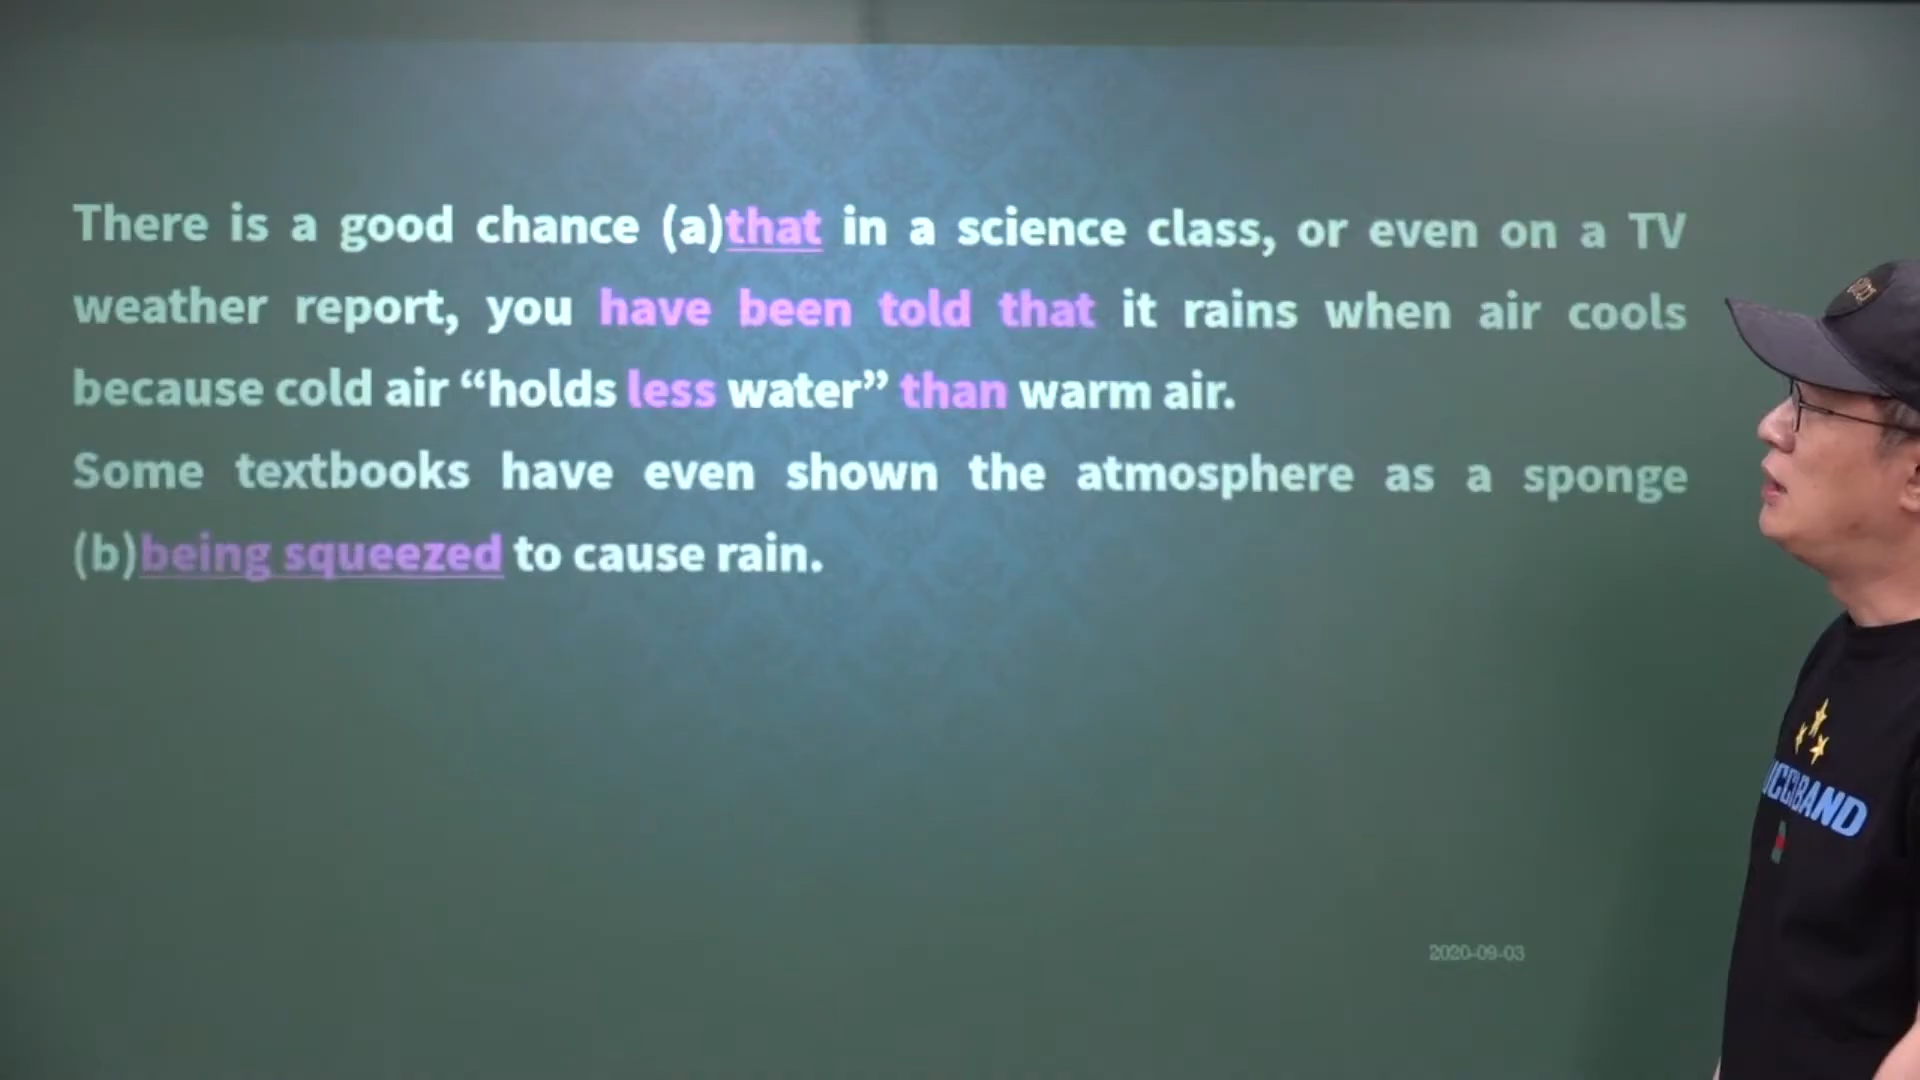 There is a good chance (a)that in a science class, or even on a TV
weather report, you have been told that it rains when air cools
because cold air “holds less water” than warm air.
Some textbooks have even shown the atmosphere as a sponge
(b)being squeezed to cause rain.
2020-09-03